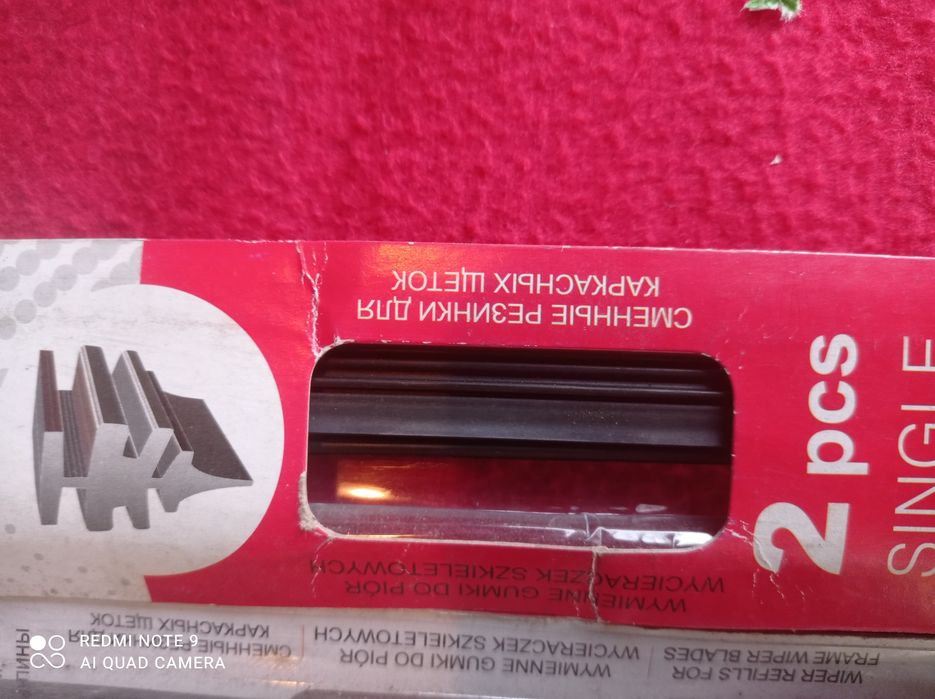 СМЕННЫЕ РЕЗИНКИ ДЛЯ
КАРКАСНЫХ ЩЕТОК
2 pcs
SINGLE
WYMIENNE GUMKI DO PIÓR
WYCIERACZEK SZKIELETOWYCH
WIPER REFILLS FOR
FRAME WIPER BLADES
WYMIENNE GUMKI DO PIÓR
WYCIERACZEK SZKIELETOWYCH
СМЕННЫЕ
КАРКАСНЫХ ЩЕТОК
REDMI NOTE 9
AI QUAD CAMERA